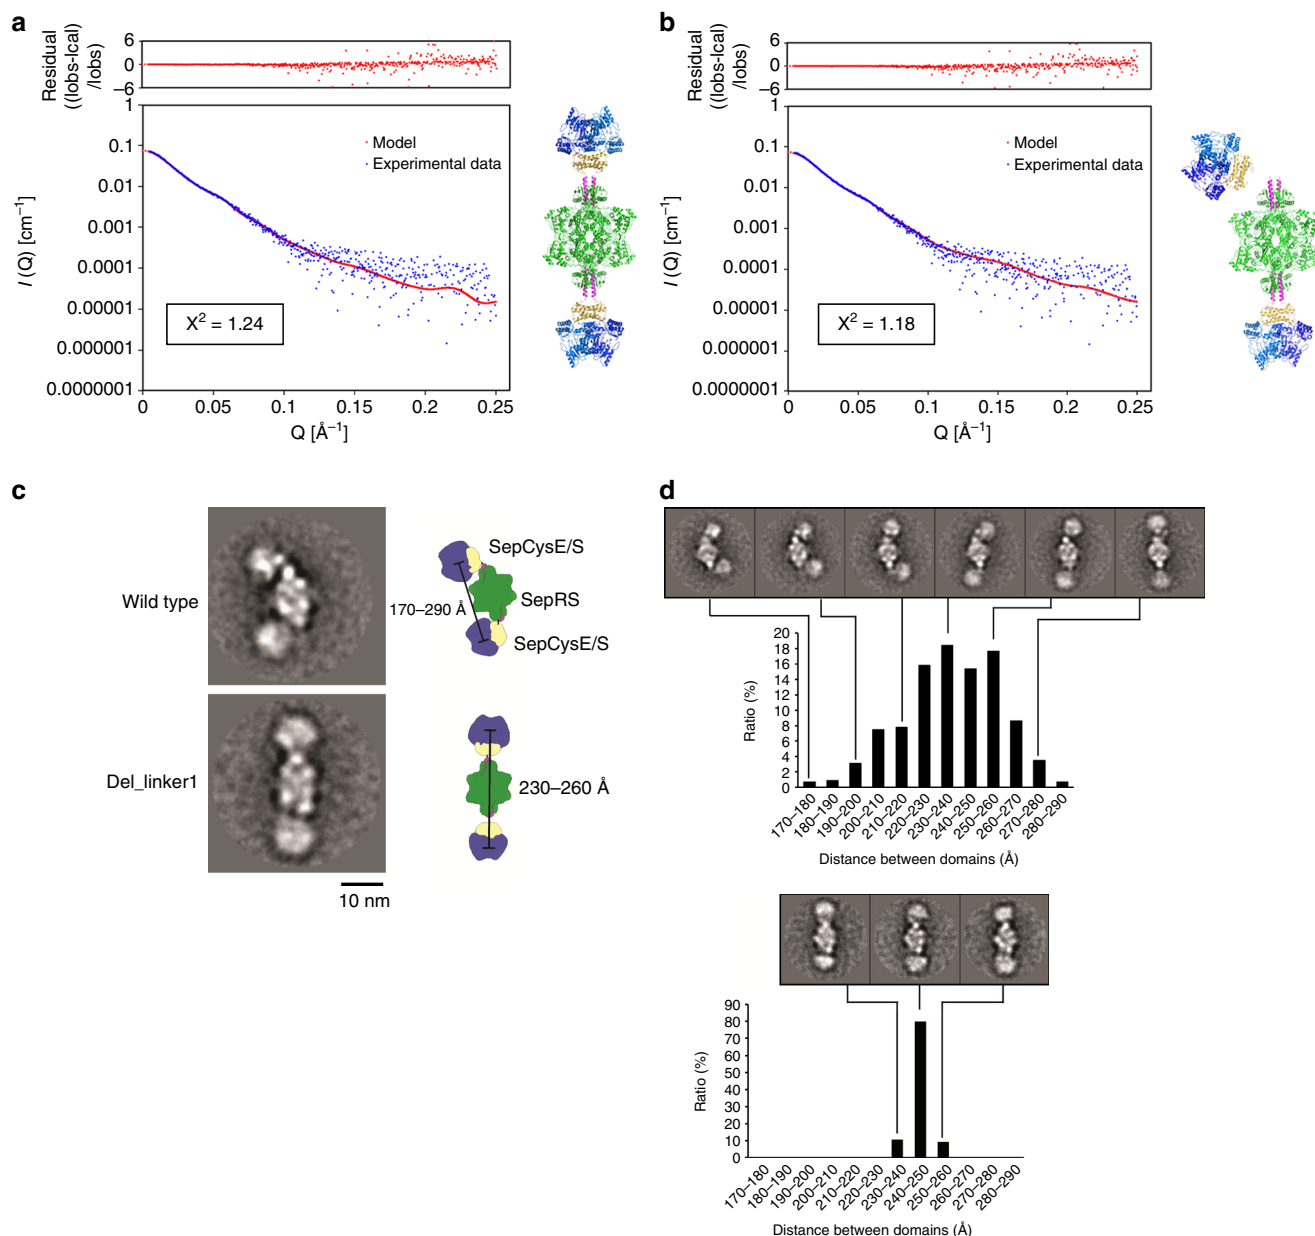 a
Residual
((Iobs-Ical)
/Iobs)
6
0
−6
1
0.1
0.01
0.001
0.0001
0.00001
0.000001
0.0000001
I (Q) [cm⁻¹]
Model
Experimental data
X² = 1.24
0 0.05 0.1 0.15 0.2 0.25
Q [Å⁻¹]
b
Residual
((Iobs-Ical)
/Iobs)
6
0
−6
1
0.1
0.01
0.001
0.0001
0.00001
0.000001
0.0000001
I (Q) [cm⁻¹]
Model
Experimental data
X² = 1.18
0 0.05 0.1 0.15 0.2 0.25
Q [Å⁻¹]
c
Wild type
SepCysE/S
170–290 Å
SepRS
SepCysE/S
Del_linker1
230–260 Å
10 nm
d
20
18
16
14
12
10
8
6
4
2
0
Ratio (%)
170–180
180–190
190–200
200–210
210–220
220–230
230–240
240–250
250–260
260–270
270–280
280–290
Distance between domains (Å)
90
80
70
60
50
40
30
20
10
0
Ratio (%)
170–180
180–190
190–200
200–210
210–220
220–230
230–240
240–250
250–260
260–270
270–280
280–290
Distance between domains (Å)